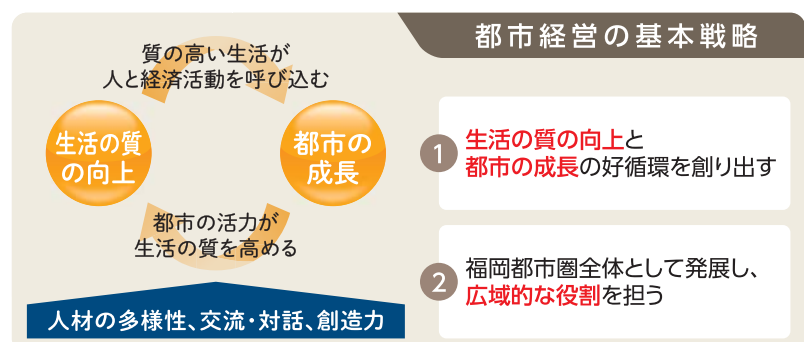 都市経営の基本戦略
質の高い生活が
人と経済活動を呼び込む
生活の質
の向上
都市の
成長
都市の活力が
生活の質を高める
人材の多様性、交流・対話、創造力
1 生活の質の向上と
都市の成長の好循環を創り出す
2 福岡都市圏全体として発展し、
広域的な役割を担う